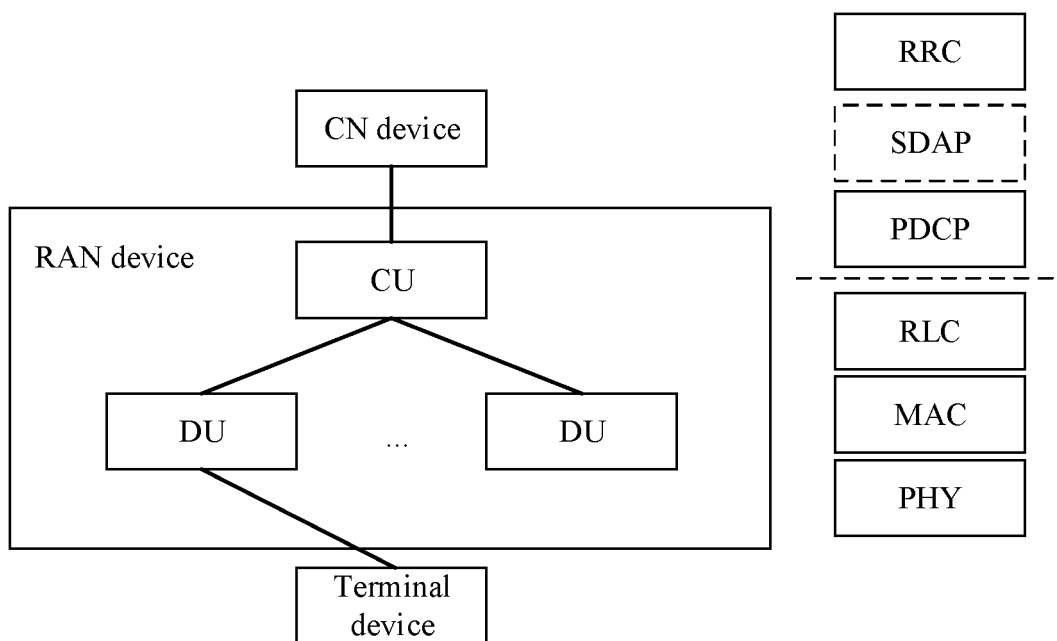 CN device
RAN device
CU
DU
...
DU
Terminal
device
RRC
SDAP
PDCP
RLC
MAC
PHY